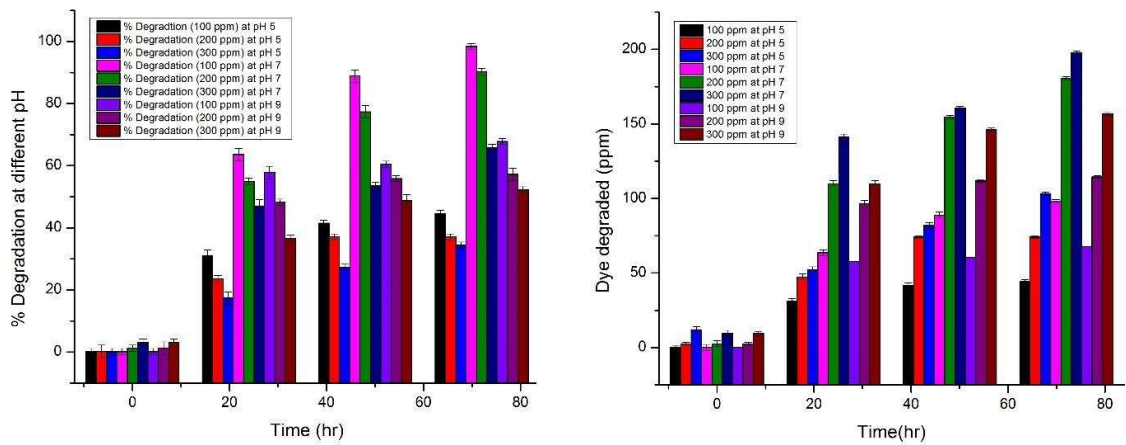 % Degradtion (100 ppm) at pH 5
% Degradation (200 ppm) at pH 5
% Degradation (300 ppm) at pH 5
% Degradation (100 ppm) at pH 7
% Degradation (200 ppm) at pH 7
% Degradation (300 ppm) at pH 7
% Degradation (100 ppm) at pH 9
% Degradation (200 ppm) at pH 9
% Degradation (300 ppm) at pH 9
% Degradation at different pH
100
80
60
40
20
0
0 20 40 60 80
Time (hr)
100 ppm at pH 5
200 ppm at pH 5
300 ppm at pH 5
100 ppm at pH 7
200 ppm at pH 7
300 ppm at pH 7
100 ppm at pH 9
200 ppm at pH 9
300 ppm at pH 9
Dye degraded (ppm)
200
150
100
50
0
0 20 40 60 80
Time(hr)